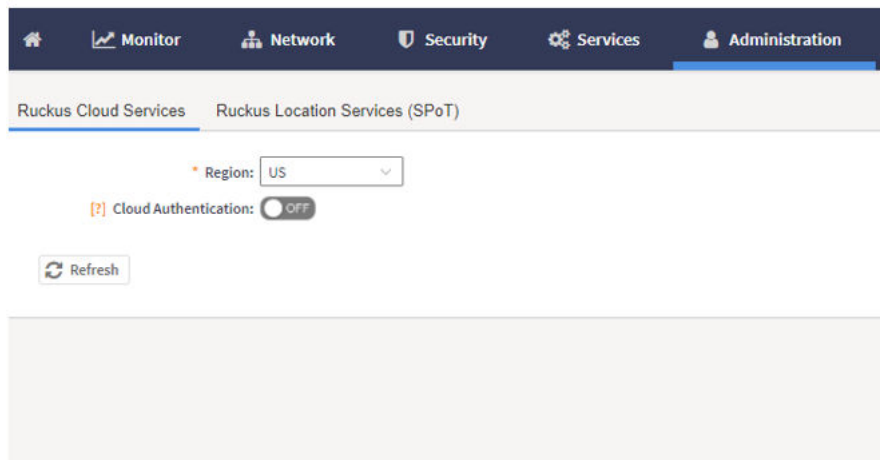 Monitor Network Security Services Administration
Ruckus Cloud Services Ruckus Location Services (SPoT)
* Region: US
[?] Cloud Authentication: OFF
Refresh